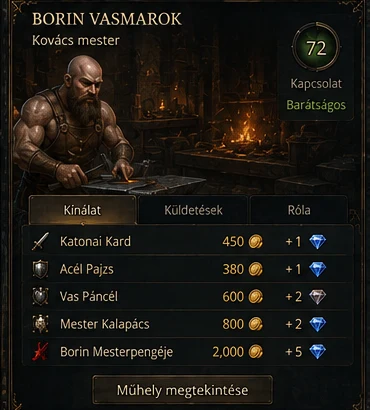 BORIN VASMAROK
Kovács mester
72
Kapcsolat
Barátságos
Kínálat Küldetések Róla
Katonai Kard 450 +1
Acél Pajzs 380 +1
Vas Páncél 600 +2
Mester Kalapács 800 +2
Borin Mesterpengéje 2,000 +5
Műhely megtekintése